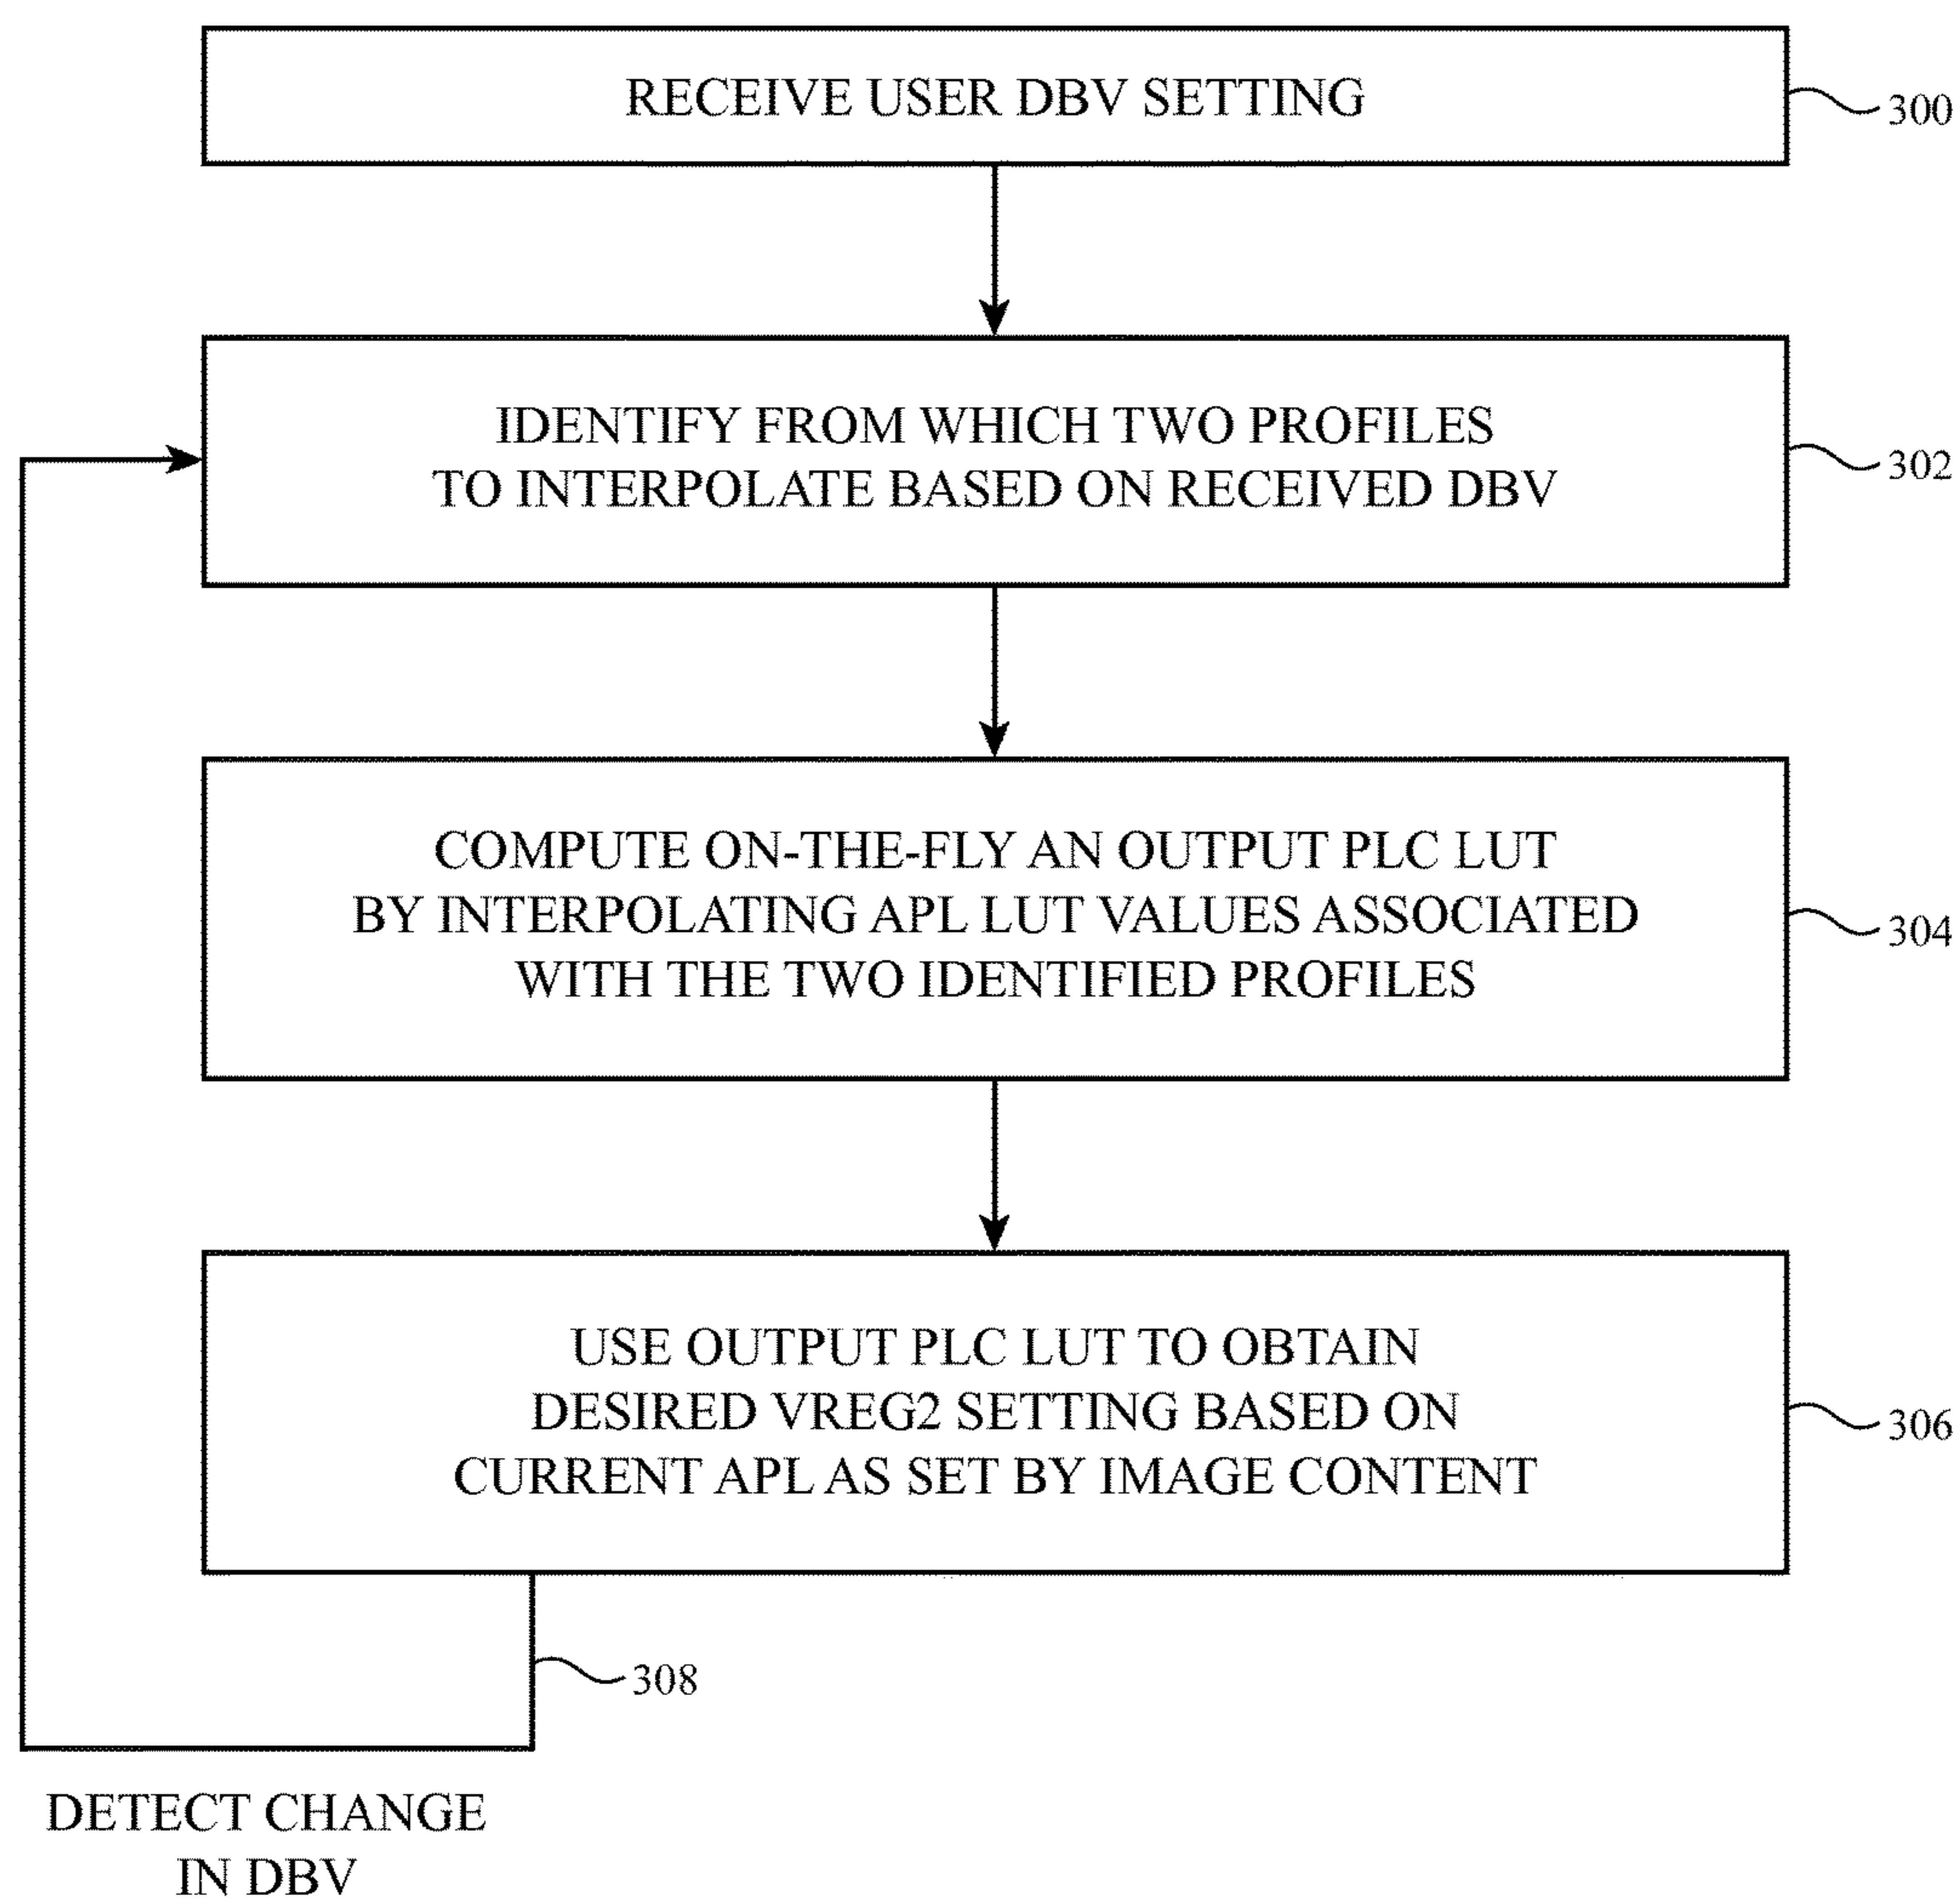 RECEIVE USER DBV SETTING
300
IDENTIFY FROM WHICH TWO PROFILES
TO INTERPOLATE BASED ON RECEIVED DBV
302
COMPUTE ON-THE-FLY AN OUTPUT PLC LUT
BY INTERPOLATING APL LUT VALUES ASSOCIATED
WITH THE TWO IDENTIFIED PROFILES
304
USE OUTPUT PLC LUT TO OBTAIN
DESIRED VREG2 SETTING BASED ON
CURRENT APL AS SET BY IMAGE CONTENT
306
308
DETECT CHANGE
IN DBV